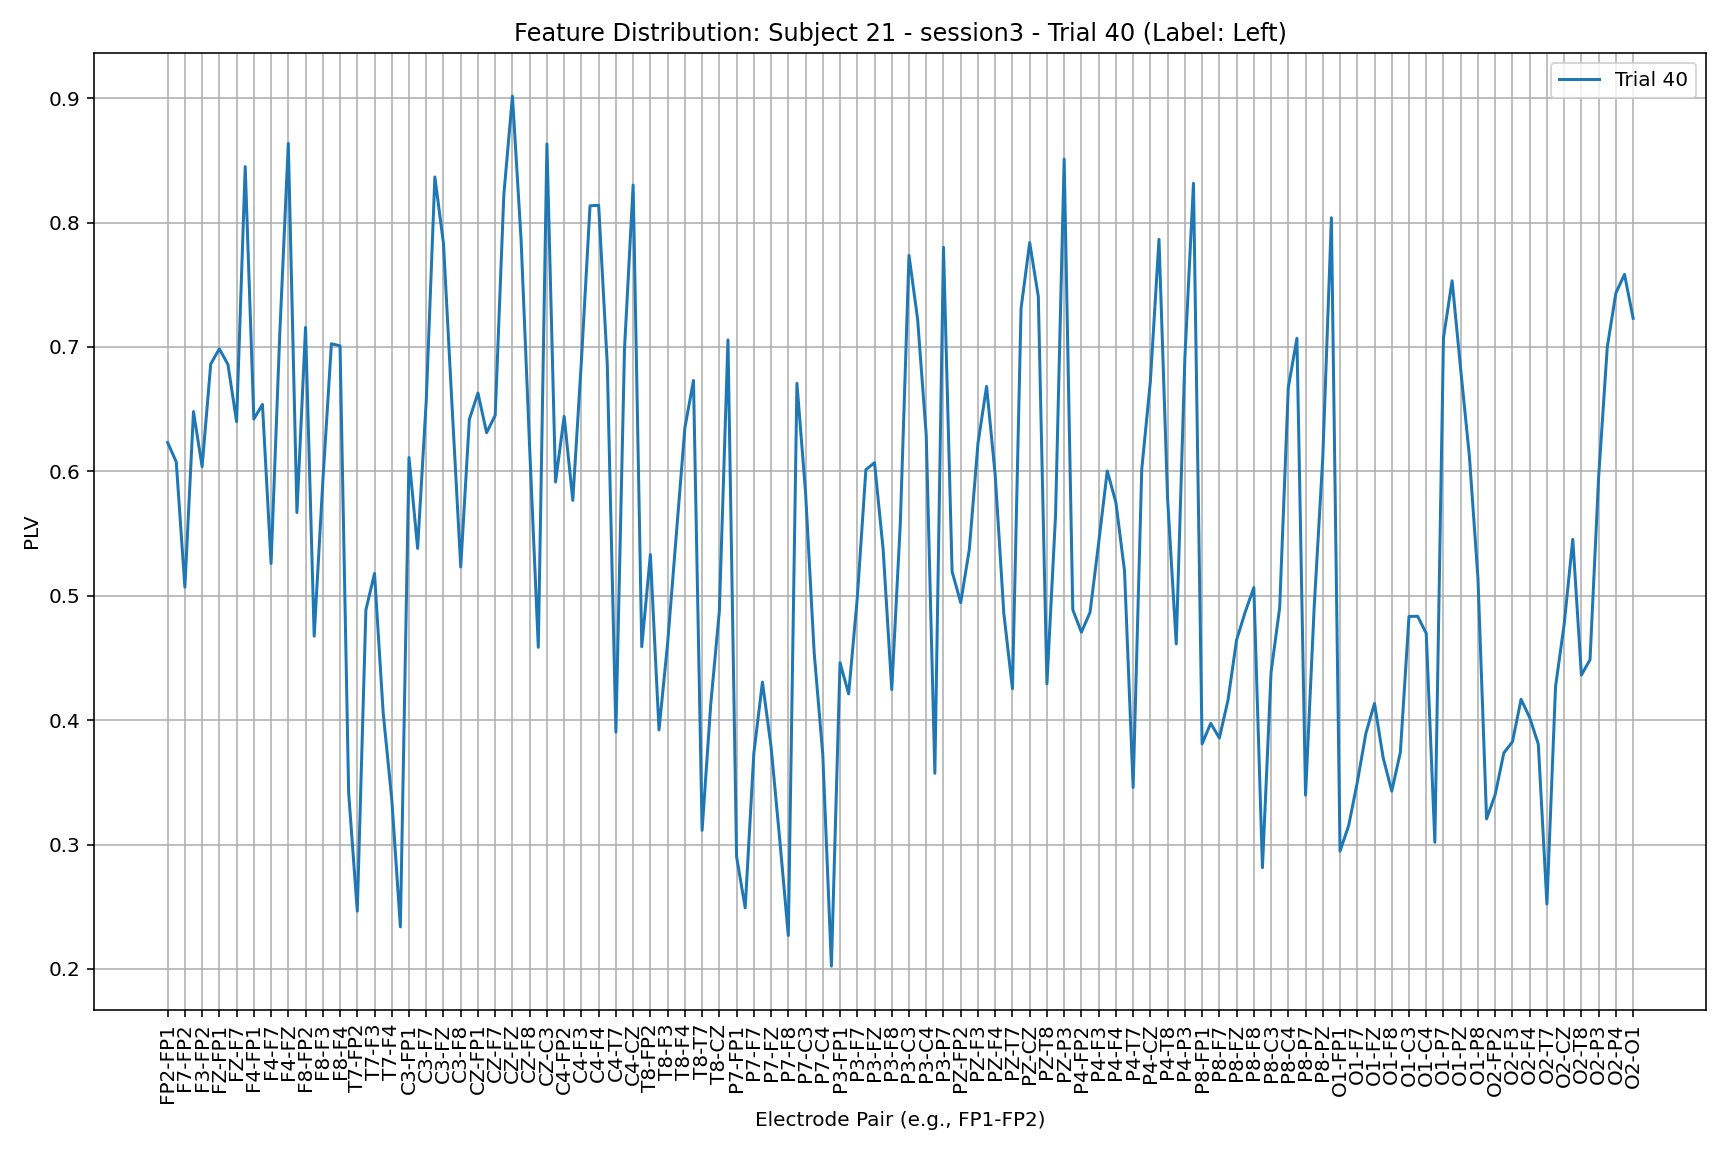 Feature Distribution: Subject 21 - session3 - Trial 40 (Label: Left)
Trial 40
0.9
0.8
0.7
0.6
0.5
0.4
0.3
0.2
PLV
FP2-FP1
F7-FP2
F3-FP2
FZ-FP1
FZ-F7
F4-FP1
F4-F7
F4-FZ
F8-FP2
F8-F3
F8-F4
T7-FP2
T7-F3
T7-F4
C3-FP1
C3-F7
C3-FZ
C3-F8
CZ-FP1
CZ-F7
CZ-FZ
CZ-F8
CZ-C3
C4-FP2
C4-F3
C4-F4
C4-T7
C4-CZ
T8-FP2
T8-F3
T8-F4
T8-T7
T8-CZ
P7-FP1
P7-F7
P7-FZ
P7-F8
P7-C3
P7-C4
P3-FP1
P3-F7
P3-FZ
P3-F8
P3-C3
P3-C4
P3-P7
PZ-FP2
PZ-F3
PZ-F4
PZ-T7
PZ-CZ
PZ-T8
PZ-P3
P4-FP2
P4-F3
P4-F4
P4-T7
P4-CZ
P4-T8
P4-P3
P8-FP1
P8-F7
P8-FZ
P8-F8
P8-C3
P8-C4
P8-P7
P8-PZ
O1-FP1
O1-F7
O1-FZ
O1-F8
O1-C3
O1-C4
O1-P7
O1-PZ
O1-P8
O2-FP2
O2-F3
O2-F4
O2-T7
O2-CZ
O2-T8
O2-P3
O2-P4
O2-O1
Electrode Pair (e.g., FP1-FP2)